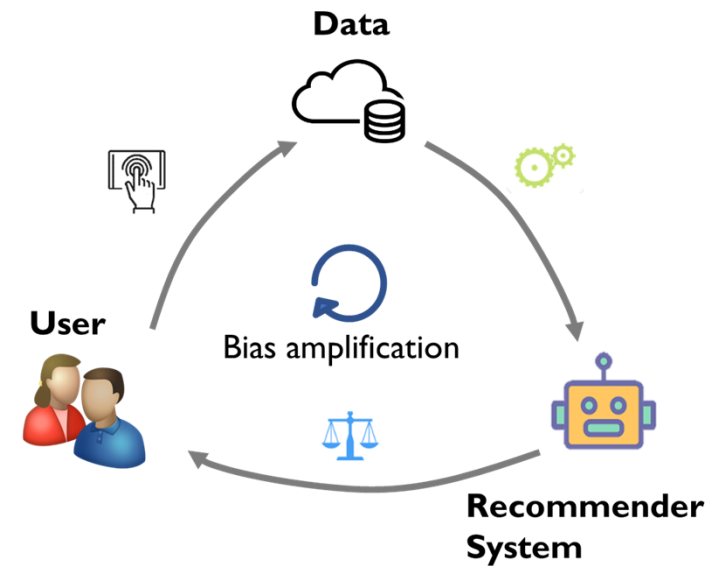 Data
User
Bias amplification
Recommender
System